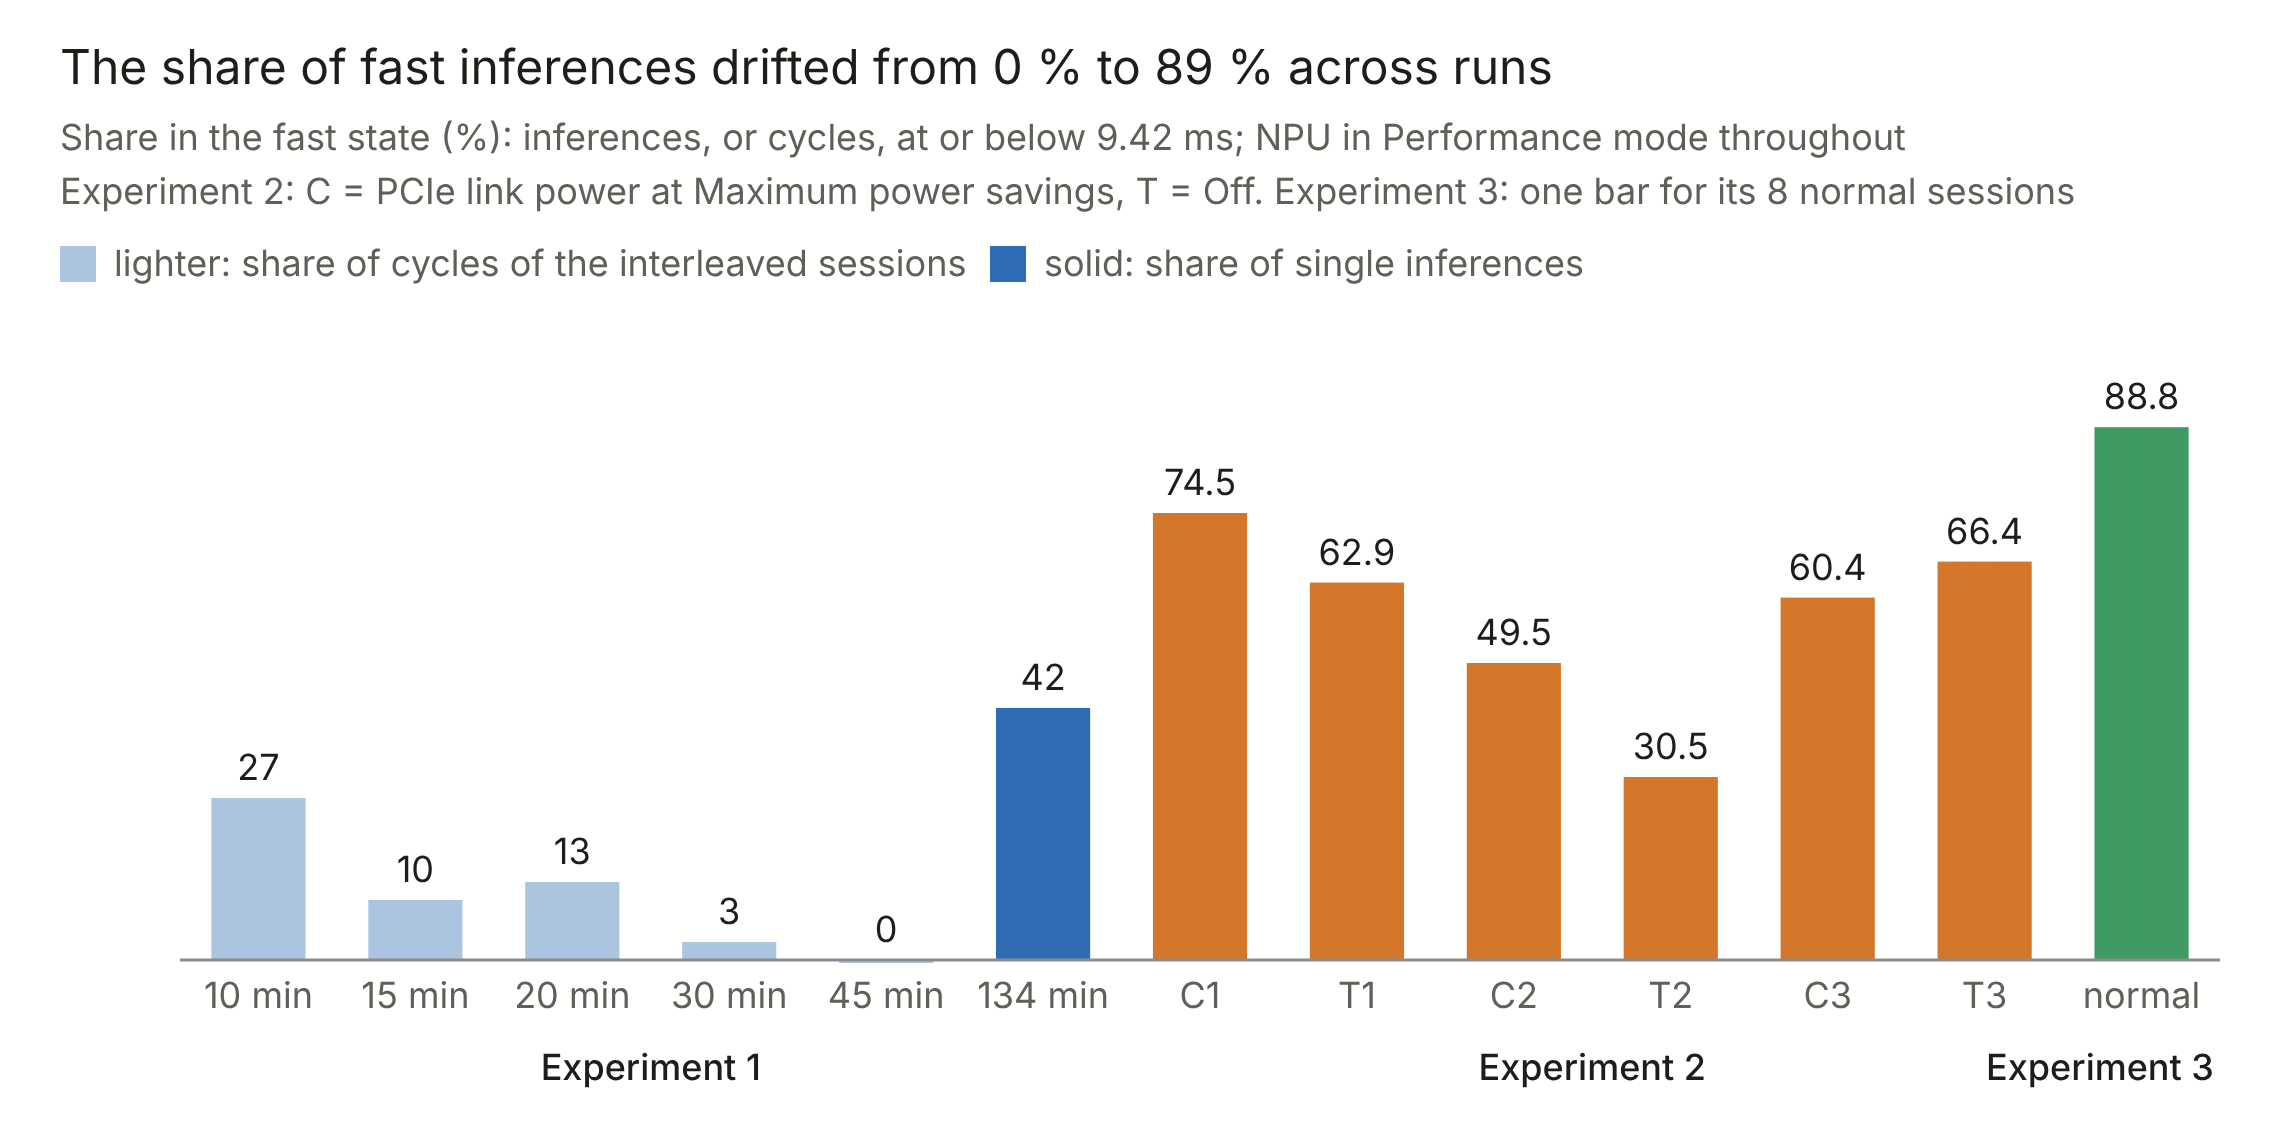 The share of fast inferences drifted from 0 % to 89 % across runs
Share in the fast state (%): inferences, or cycles, at or below 9.42 ms; NPU in Performance mode throughout
Experiment 2: C = PCIe link power at Maximum power savings, T = Off. Experiment 3: one bar for its 8 normal sessions
lighter: share of cycles of the interleaved sessions solid: share of single inferences
88.8
74.5
66.4
62.9
60.4
49.5
42
30.5
27
13
10
3
0
10 min 15 min 20 min 30 min 45 min 134 min C1 T1 C2 T2 C3 T3 normal
Experiment 1 Experiment 2 Experiment 3